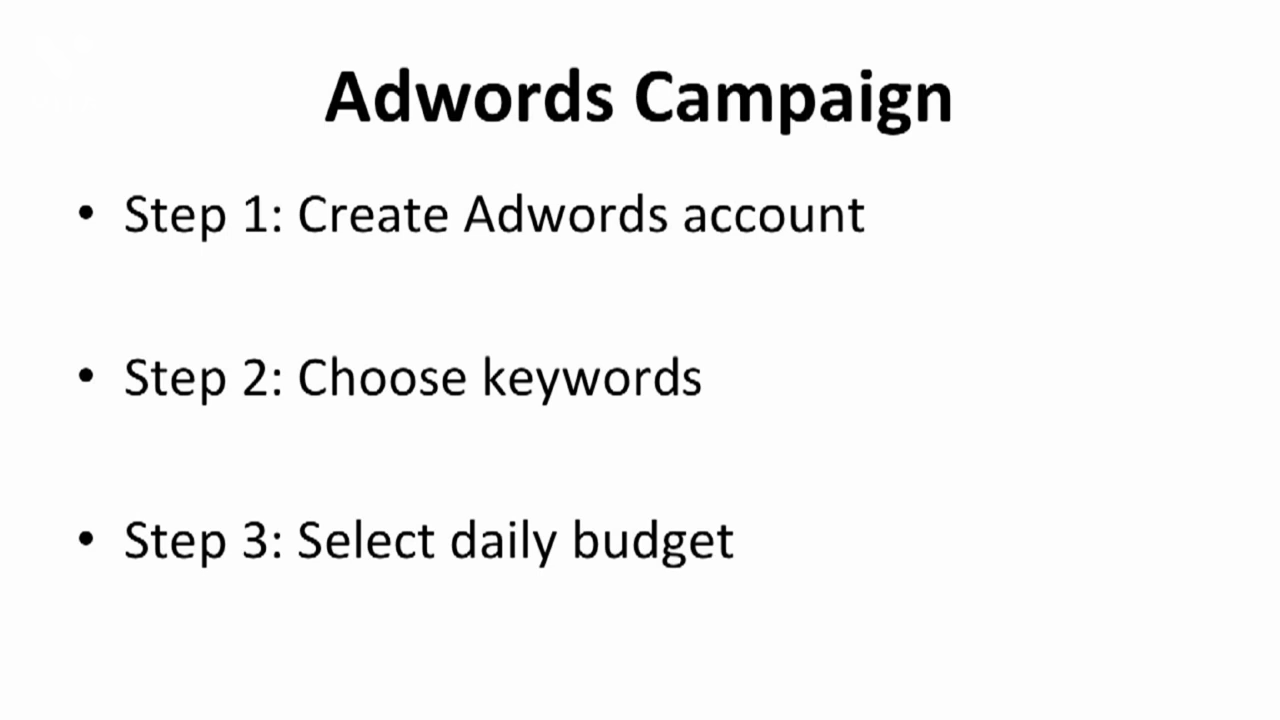 Adwords Campaign
• Step 1: Create Adwords account
• Step 2: Choose keywords
• Step 3: Select daily budget